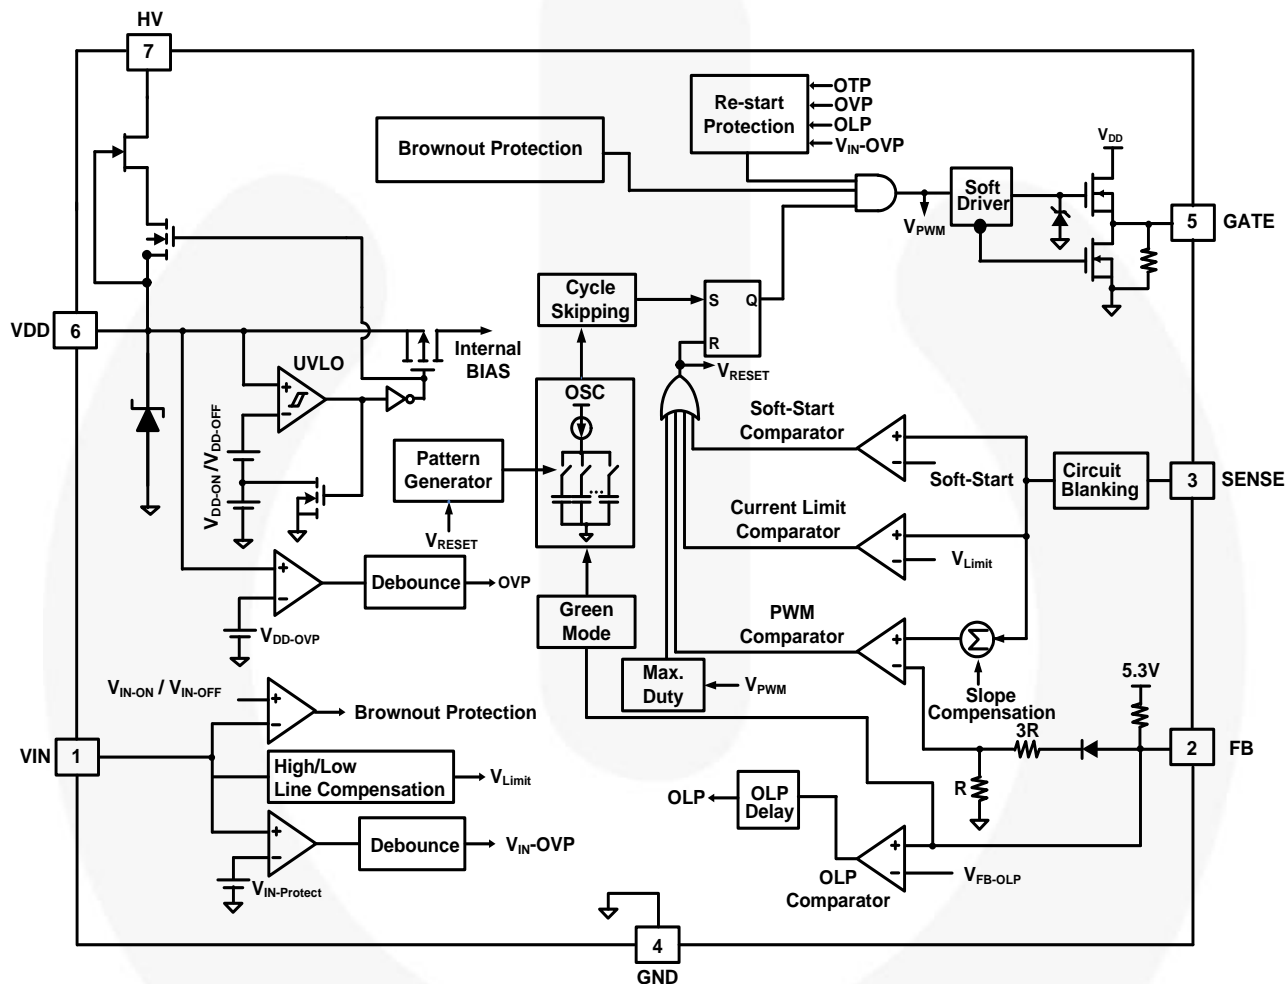 HV
7
Re-start
Protection
OTP
OVP
OLP
VIN-OVP
Brownout Protection
VDD
Soft
Driver
VPWM
5
GATE
Cycle
Skipping
S
Q
R
VRESET
VDD
6
Internal
BIAS
UVLO
+
−
VDD-ON /VDD-OFF
OSC
...
Pattern
Generator
VRESET
Soft-Start
Comparator
+
−
Soft-Start
Circuit
Blanking
3
SENSE
Current Limit
Comparator
+
−
VLimit
+
−
Debounce
OVP
VDD-OVP
Green
Mode
PWM
Comparator
+
−
Σ
Slope
Compensation
Max.
Duty
VPWM
5.3V
3R
R
2
FB
VIN-ON / VIN-OFF
+
−
Brownout Protection
VIN
1
High/Low
Line Compensation
VLimit
+
−
Debounce
VIN-OVP
VIN-Protect
OLP
OLP
Delay
+
−
VFB-OLP
OLP
Comparator
4
GND